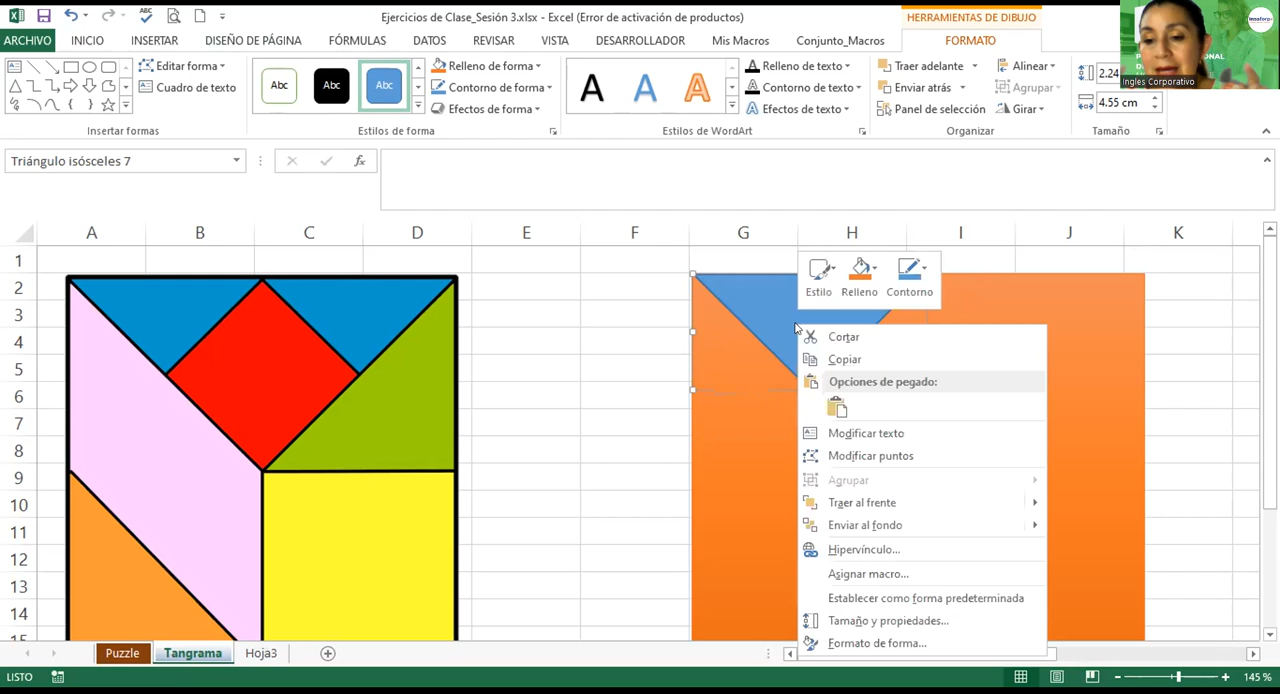 Ejercicios de Clase_Sesión 3.xlsx - Excel (Error de activación de productos)
HERRAMIENTAS DE DIBUJO
ARCHIVO INICIO INSERTAR DISEÑO DE PÁGINA FÓRMULAS DATOS REVISAR VISTA DESARROLLADOR Mis Macros Conjunto_Macros FORMATO
Ingles Corporativo
Editar forma
Cuadro de texto
Insertar formas
Abc Abc Abc
Relleno de forma
Contorno de forma
Efectos de forma
Estilos de forma
A A A
Relleno de texto
Contorno de texto
Efectos de texto
Estilos de WordArt
Traer adelante
Enviar atrás
Panel de selección
Alinear
Agrupar
Girar
Organizar
2.24
4.55 cm
Tamaño
Triángulo isósceles 7
fx
A B C D E F G H I J K
1
2
3
4
5
6
7
8
9
10
11
12
13
14
15
Estilo Relleno Contorno
Cortar
Copiar
Opciones de pegado:
Modificar texto
Modificar puntos
Agrupar
Traer al frente
Enviar al fondo
Hipervínculo...
Asignar macro...
Establecer como forma predeterminada
Tamaño y propiedades...
Formato de forma...
Puzzle Tangrama Hoja3
LISTO
145 %